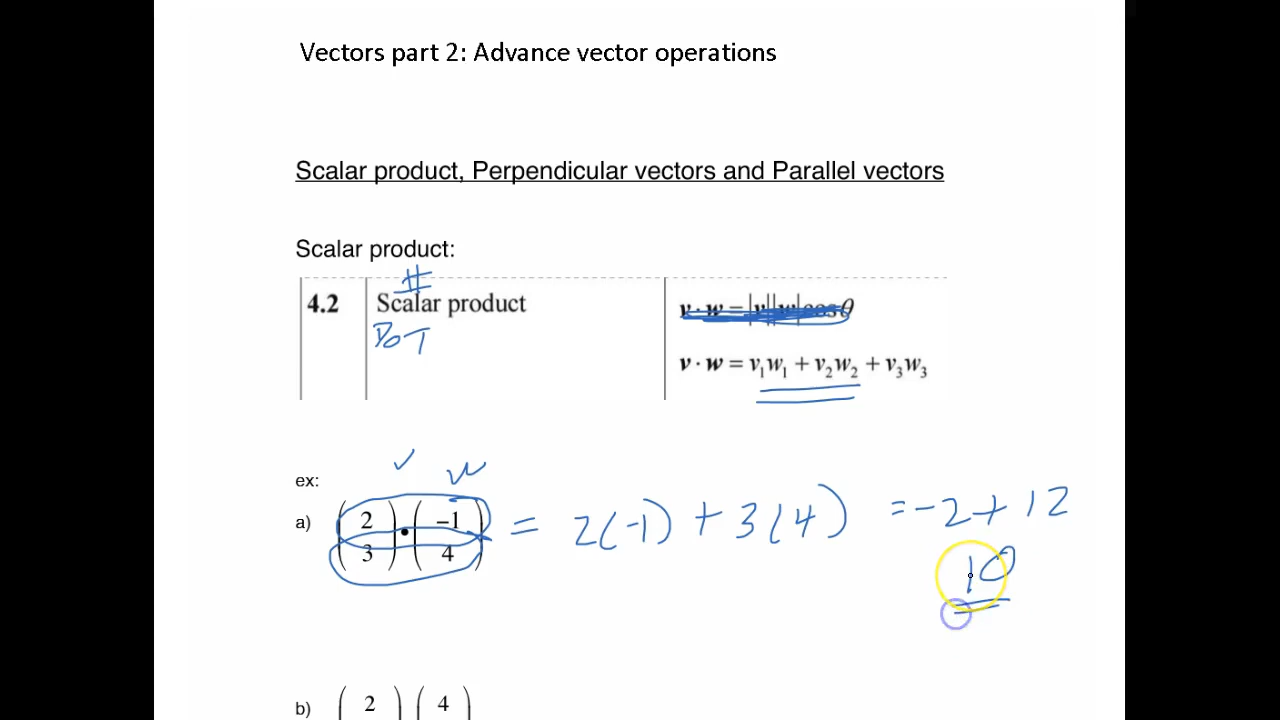 Vectors part 2: Advance vector operations
Scalar product, Perpendicular vectors and Parallel vectors
Scalar product:
#
4.2 Scalar product v · w = |v||w|cosθ
DOT
v · w = v₁w₁ + v₂w₂ + v₃w₃
v w
ex:
a) (2 3) • (−1 4) = 2(-1) + 3(4) = -2 + 12
10
b) (2 (4